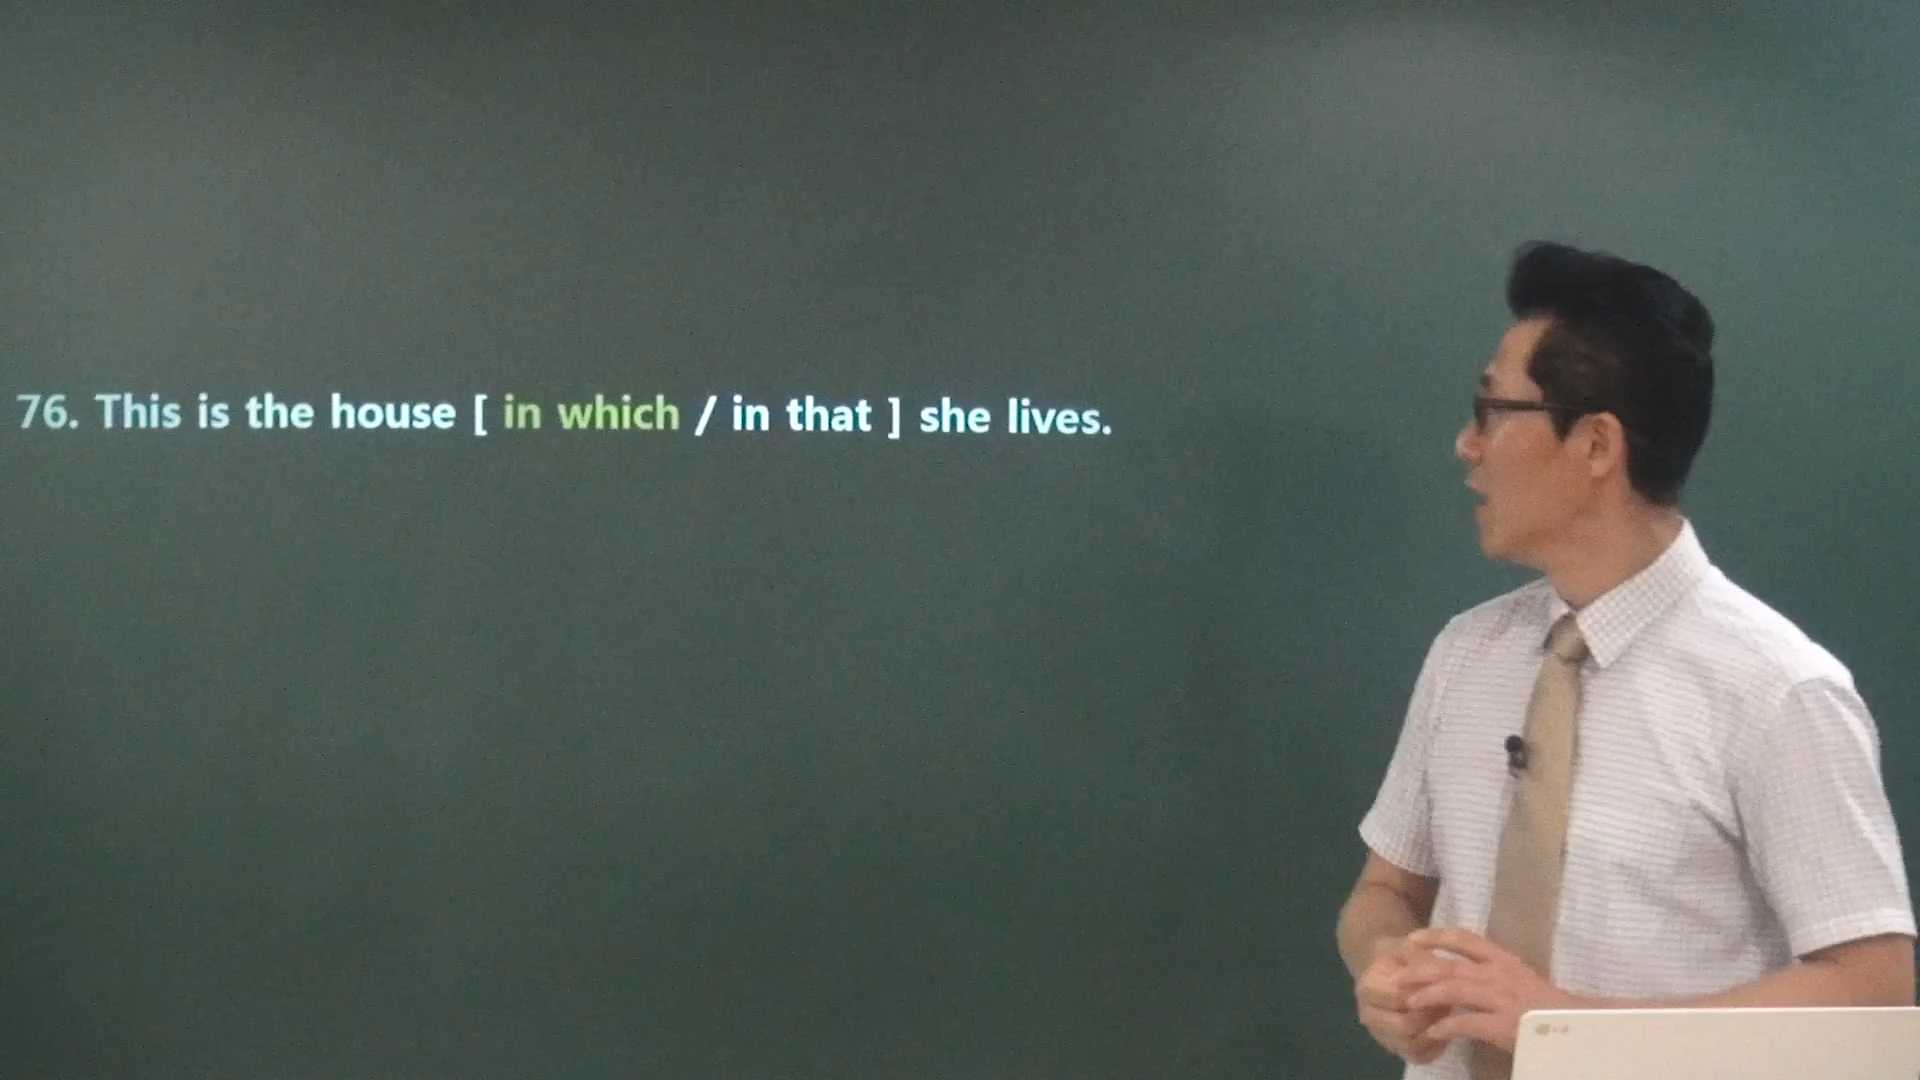 76. This is the house [ in which / in that ] she lives.